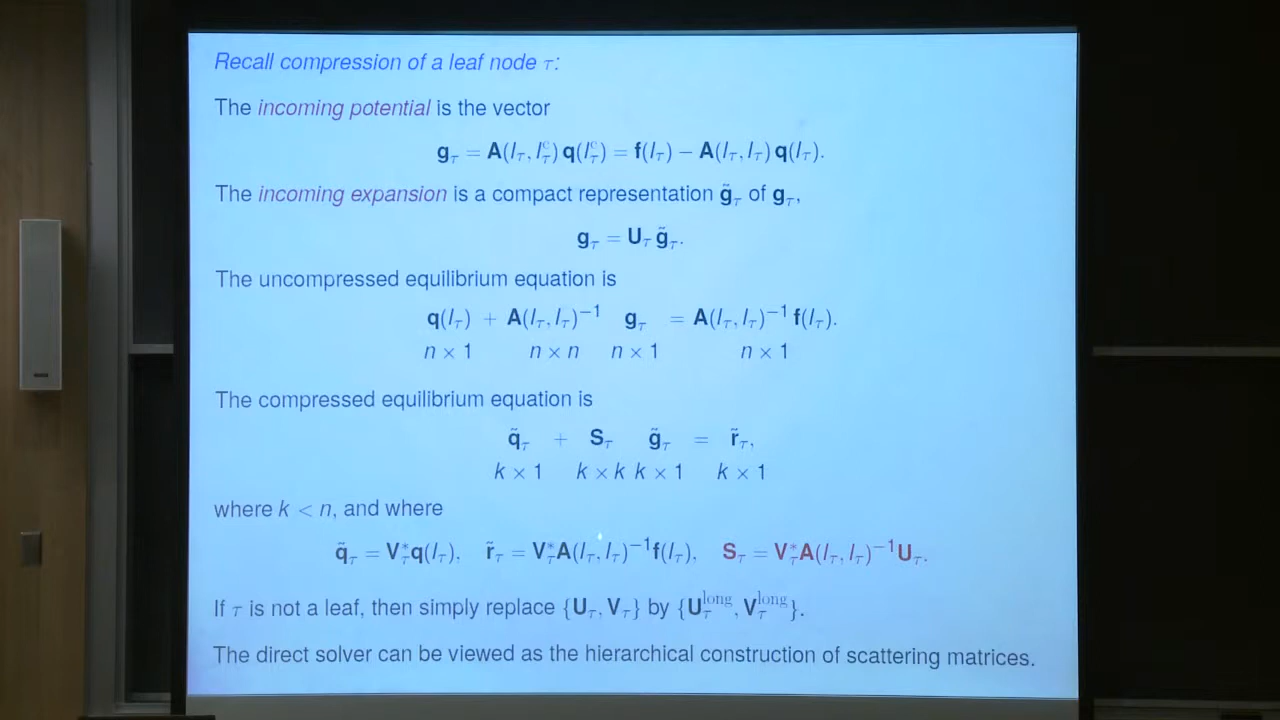 Recall compression of a leaf node τ:
The incoming potential is the vector
g_τ = A(I_τ, I_τ^c) q(I_τ^c) = f(I_τ) − A(I_τ, I_τ) q(I_τ).
The incoming expansion is a compact representation g̃_τ of g_τ,
g_τ = U_τ g̃_τ.
The uncompressed equilibrium equation is
q(I_τ) + A(I_τ, I_τ)^{−1} g_τ = A(I_τ, I_τ)^{−1} f(I_τ).
n × 1 n × n n × 1 n × 1
The compressed equilibrium equation is
q̃_τ + S_τ g̃_τ = r̃_τ,
k × 1 k × k k × 1 k × 1
where k < n, and where
q̃_τ = V_τ^* q(I_τ), r̃_τ = V_τ^* A(I_τ, I_τ)^{−1} f(I_τ), S_τ = V_τ^* A(I_τ, I_τ)^{−1} U_τ.
If τ is not a leaf, then simply replace {U_τ, V_τ} by {U_τ^{long}, V_τ^{long}}.
The direct solver can be viewed as the hierarchical construction of scattering matrices.